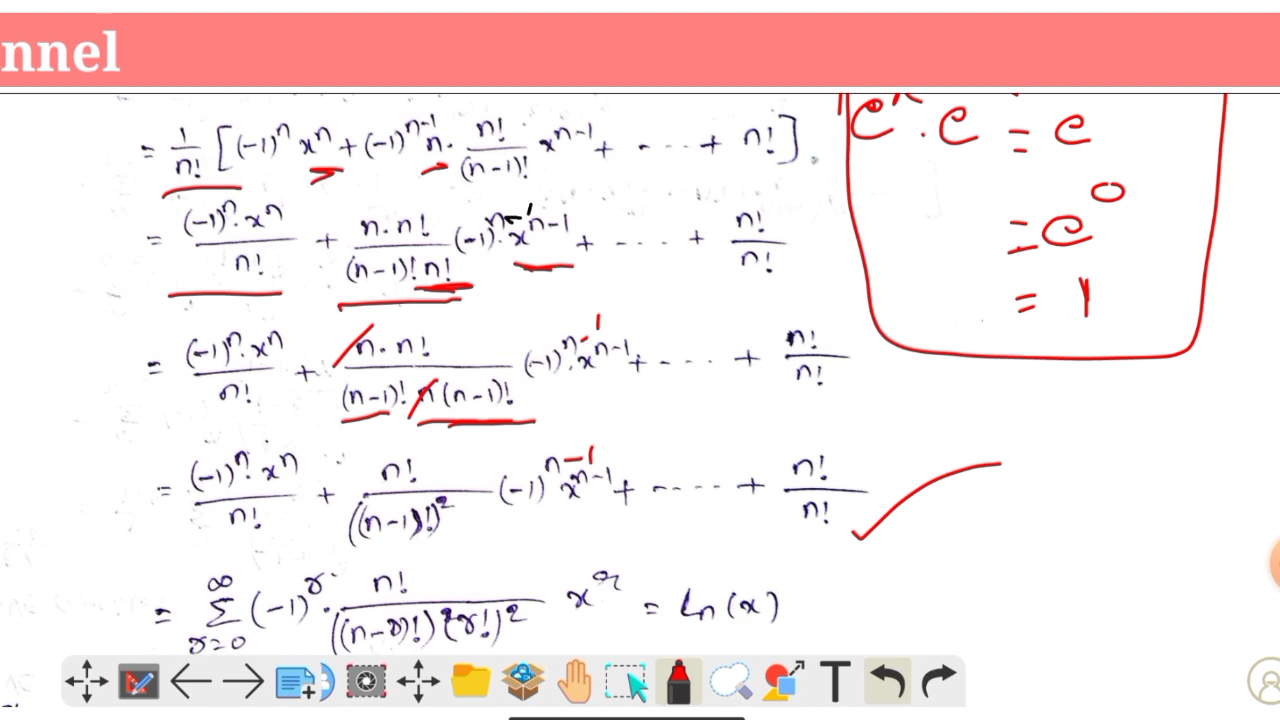 nnel
= 1/n! [(-1)^n x^n + (-1)^{n-1} n · n!/(n-1)! x^{n-1} + - ... + n!].
= (-1)^n · x^n / n! + n·n! / (n-1)! n! (-1)^{n-1} · x^{n-1} + - ... + n!/n!
= (-1)^n · x^n / n! + n·n! / (n-1)! n(n-1)! (-1)^{n-1} · x^{n-1} + - ... + n!/n!
= (-1)^n · x^n / n! + n! / ((n-1)!)^2 (-1)^{n-1} x^{n-1} + ..... + n!/n!
= ∑_{r=0}^{∞} (-1)^r · n! / ((n-r)!)^2 (r!)^2 x^r = Ln(x)
. e = e
= e^0
= 1
T